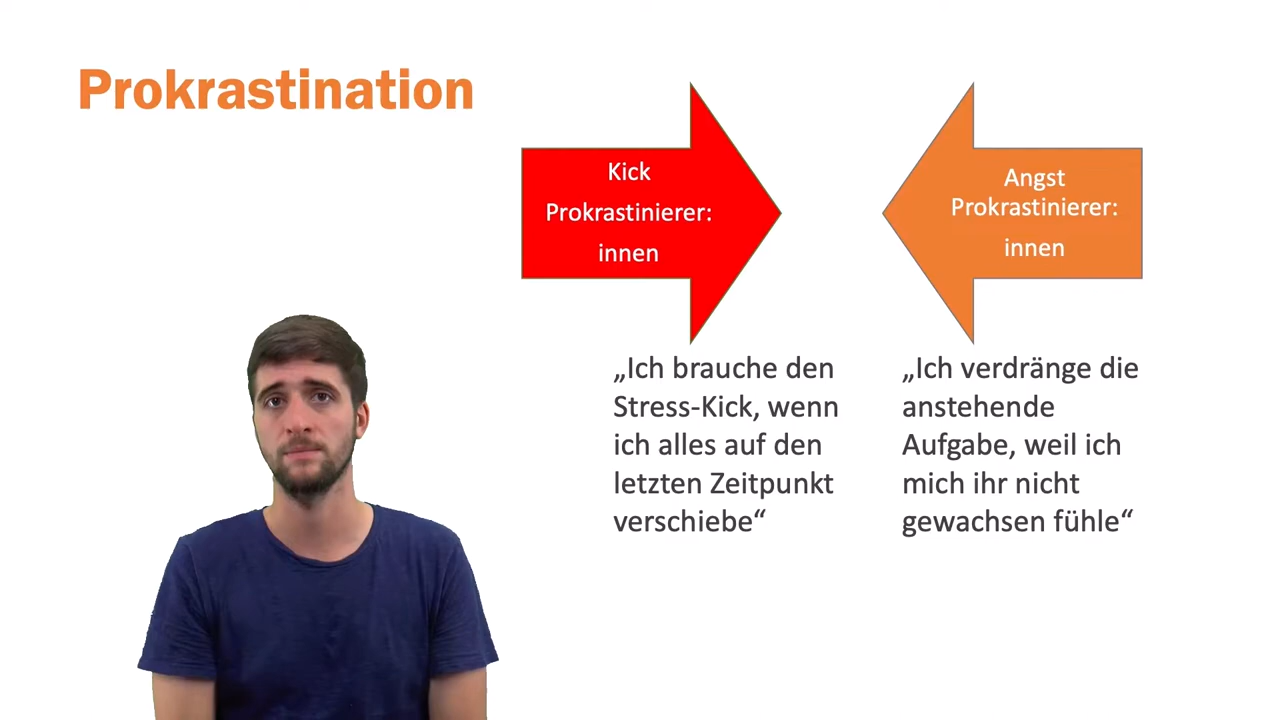 Prokrastination
Kick
Prokrastinierer:
innen
Angst
Prokrastinierer:
innen
„Ich brauche den
Stress-Kick, wenn
ich alles auf den
letzten Zeitpunkt
verschiebe“
„Ich verdränge die
anstehende
Aufgabe, weil ich
mich ihr nicht
gewachsen fühle“